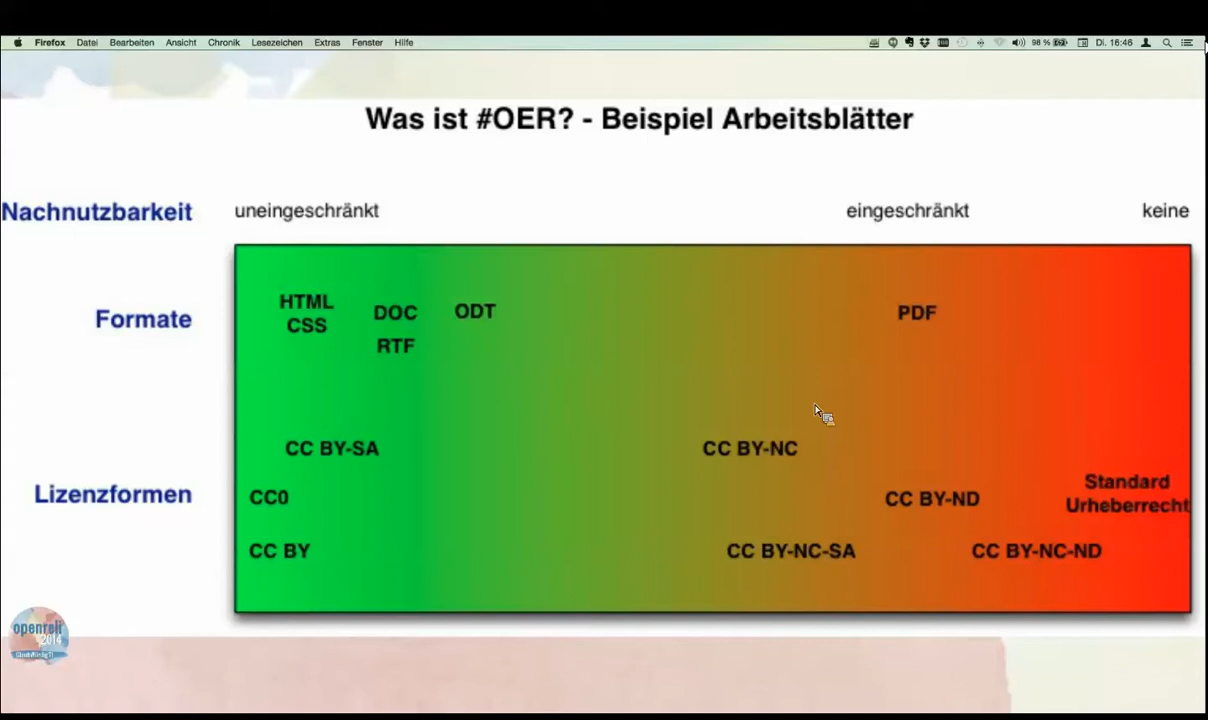 Firefox Datei Bearbeiten Ansicht Chronik Lesezeichen Extras Fenster Hilfe 98 % Di. 16:46
Was ist #OER? - Beispiel Arbeitsblätter
Nachnutzbarkeit uneingeschränkt eingeschränkt keine
Formate
HTML
CSS
DOC
RTF
ODT
PDF
Lizenzformen
CC BY-SA
CC BY-NC
CC0
CC BY-ND
Standard
Urheberrecht
CC BY
CC BY-NC-SA
CC BY-NC-ND
openreli
2014